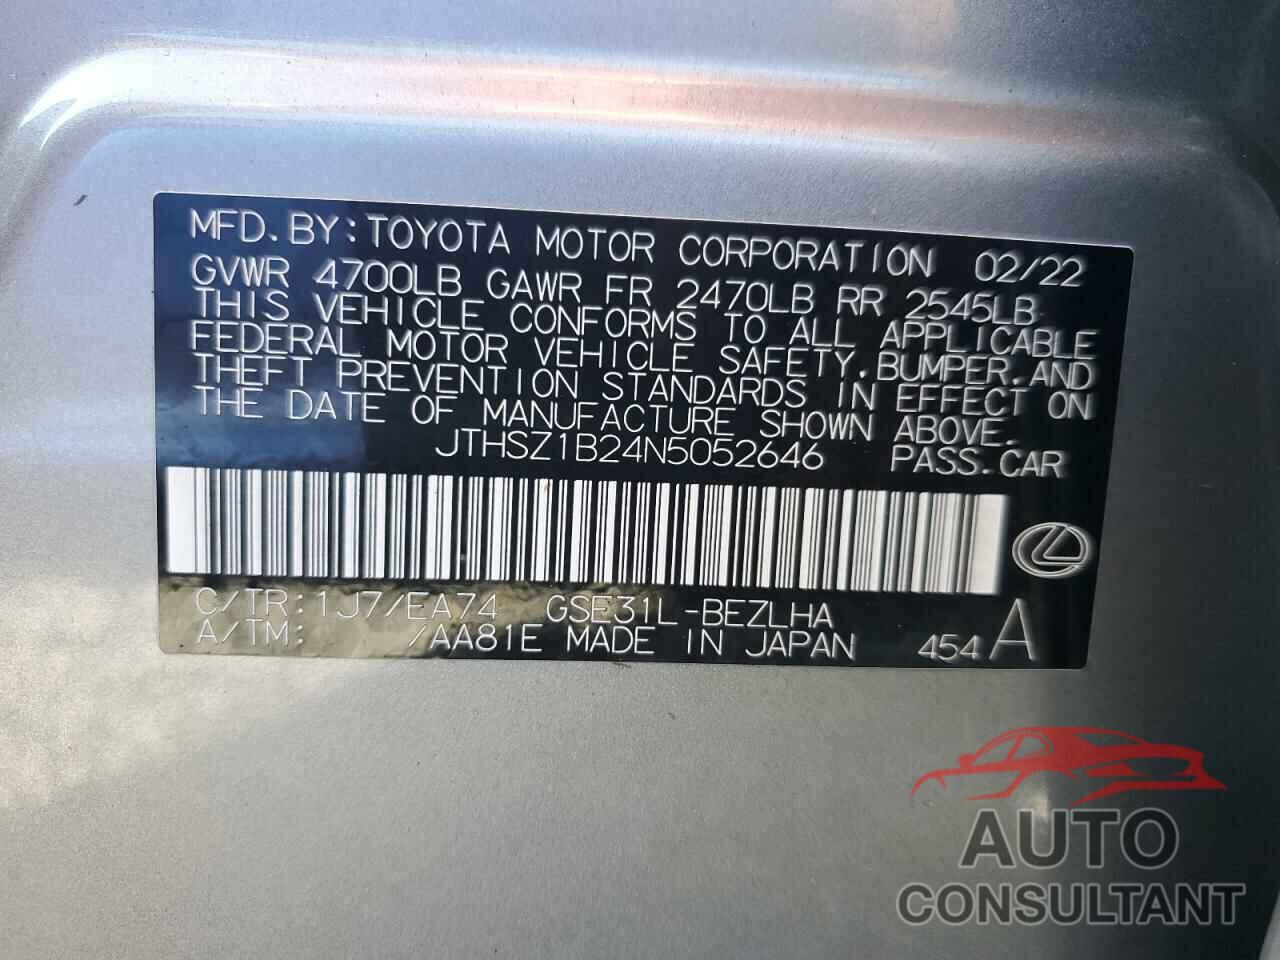 MFD. BY: TOYOTA MOTOR CORPORATION 02/22
GVWR 4700LB GAWR FR 2470LB RR 2545LB
THIS VEHICLE CONFORMS TO ALL APPLICABLE
FEDERAL MOTOR VEHICLE SAFETY, BUMPER, AND
THEFT PREVENTION STANDARDS IN EFFECT ON
THE DATE OF MANUFACTURE SHOWN ABOVE.
JTHSZ1B24N5052646 PASS. CAR
C/TR: 1J7/EA74 GSE31L-BEZLHA
A/TM: /AA81E MADE IN JAPAN 454 A
AUTO
CONSULTANT